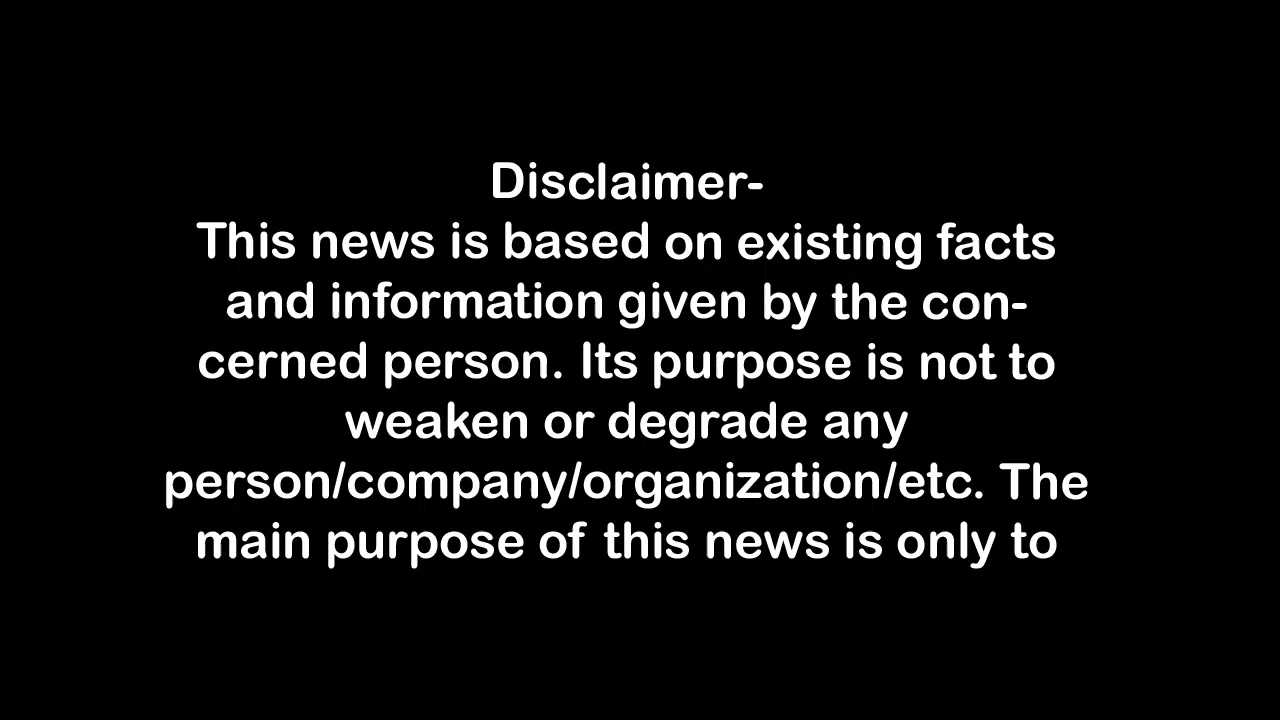 Disclaimer-
This news is based on existing facts
and information given by the con-
cerned person. Its purpose is not to
weaken or degrade any
person/company/organization/etc. The
main purpose of this news is only to